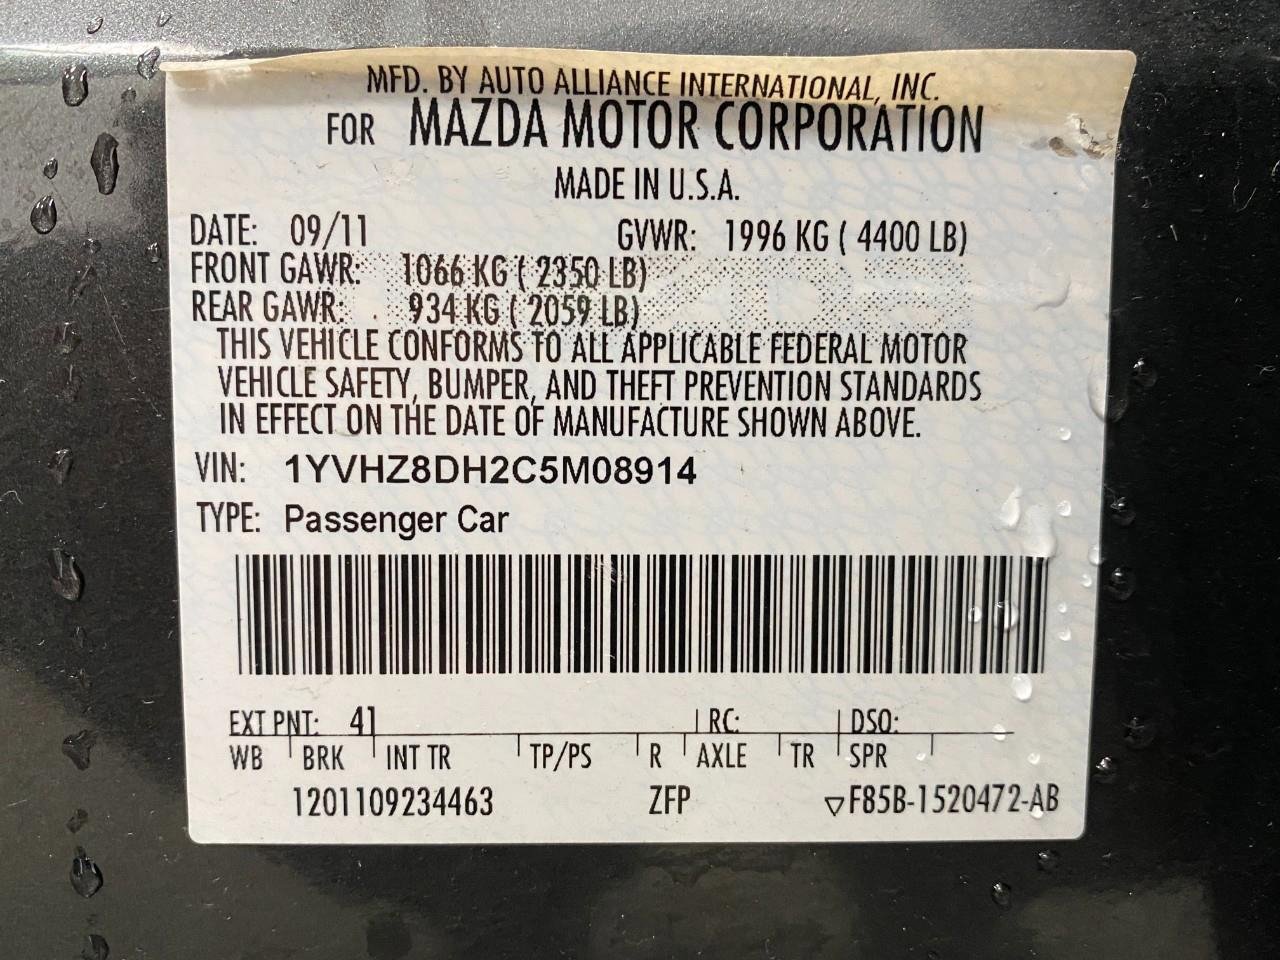 MFD. BY AUTO ALLIANCE INTERNATIONAL, INC.
FOR MAZDA MOTOR CORPORATION
MADE IN U.S.A.
DATE: 09/11 GVWR: 1996 KG ( 4400 LB)
FRONT GAWR: 1066 KG ( 2350 LB)
REAR GAWR: 934 KG ( 2059 LB)
THIS VEHICLE CONFORMS TO ALL APPLICABLE FEDERAL MOTOR
VEHICLE SAFETY, BUMPER, AND THEFT PREVENTION STANDARDS
IN EFFECT ON THE DATE OF MANUFACTURE SHOWN ABOVE.
VIN: 1YVHZ8DH2C5M08914
TYPE: Passenger Car
EXT PNT: 41 RC: DSO:
WB BRK INT TR TP/PS R AXLE TR SPR
1201109234463 ZFP ▽F85B-1520472-AB